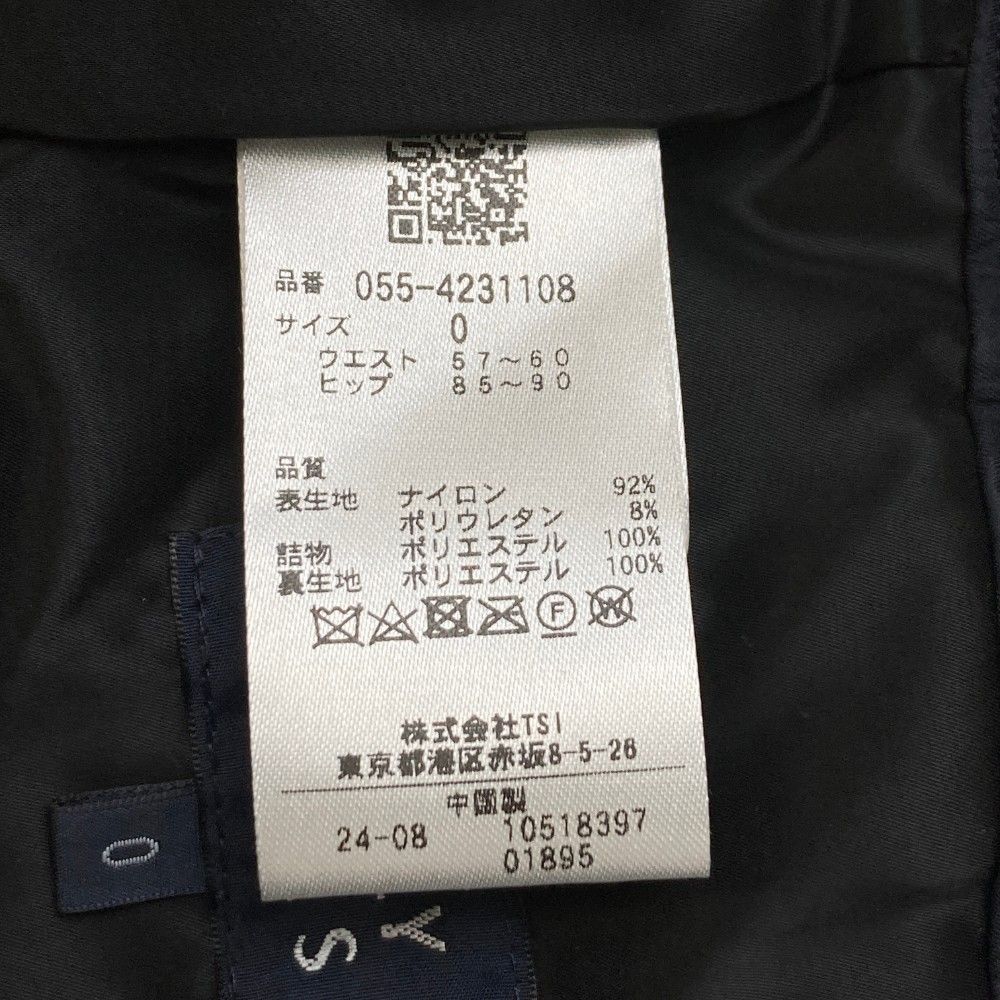 品番 055-4231108
サイズ 0
ウエスト 57～60
ヒップ 85～90
品質
表生地 ナイロン 92%
ポリウレタン 8%
詰物 ポリエステル 100%
裏生地 ポリエステル 100%
F W
株式会社TSI
東京都港区赤坂8-5-26
中国製
24-08 10518397
01895
0
Y
S